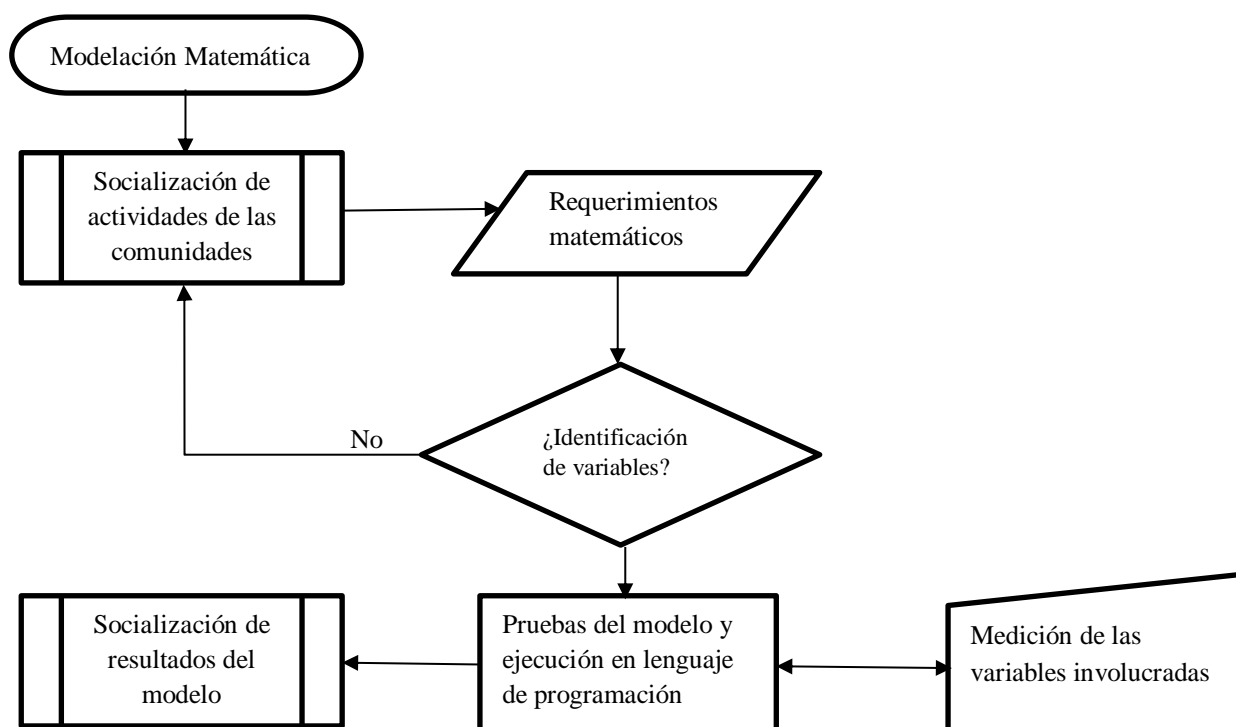 Modelación Matemática
Socialización de
actividades de las
comunidades
Requerimientos
matemáticos
¿Identificación
de variables?
No
Socialización de
resultados del
modelo
Pruebas del modelo y
ejecución en lenguaje
de programación
Medición de las
variables involucradas